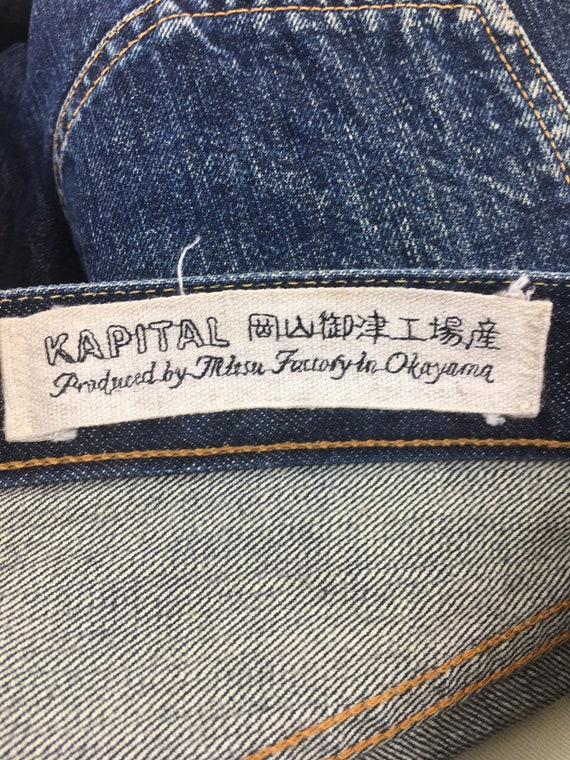 KAPITAL 岡山御津工場産
Produced by Mitsu Factory in Okayama